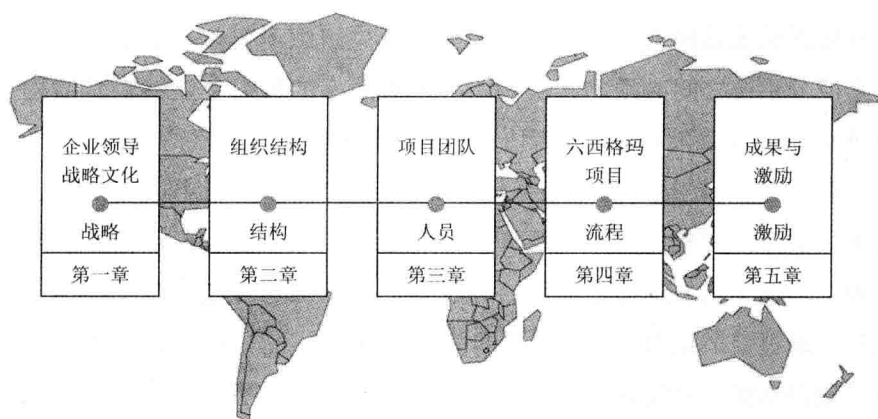 企业领导
战略文化
战略
第一章
组织结构
结构
第二章
项目团队
人员
第三章
六西格玛
项目
流程
第四章
成果与
激励
激励
第五章